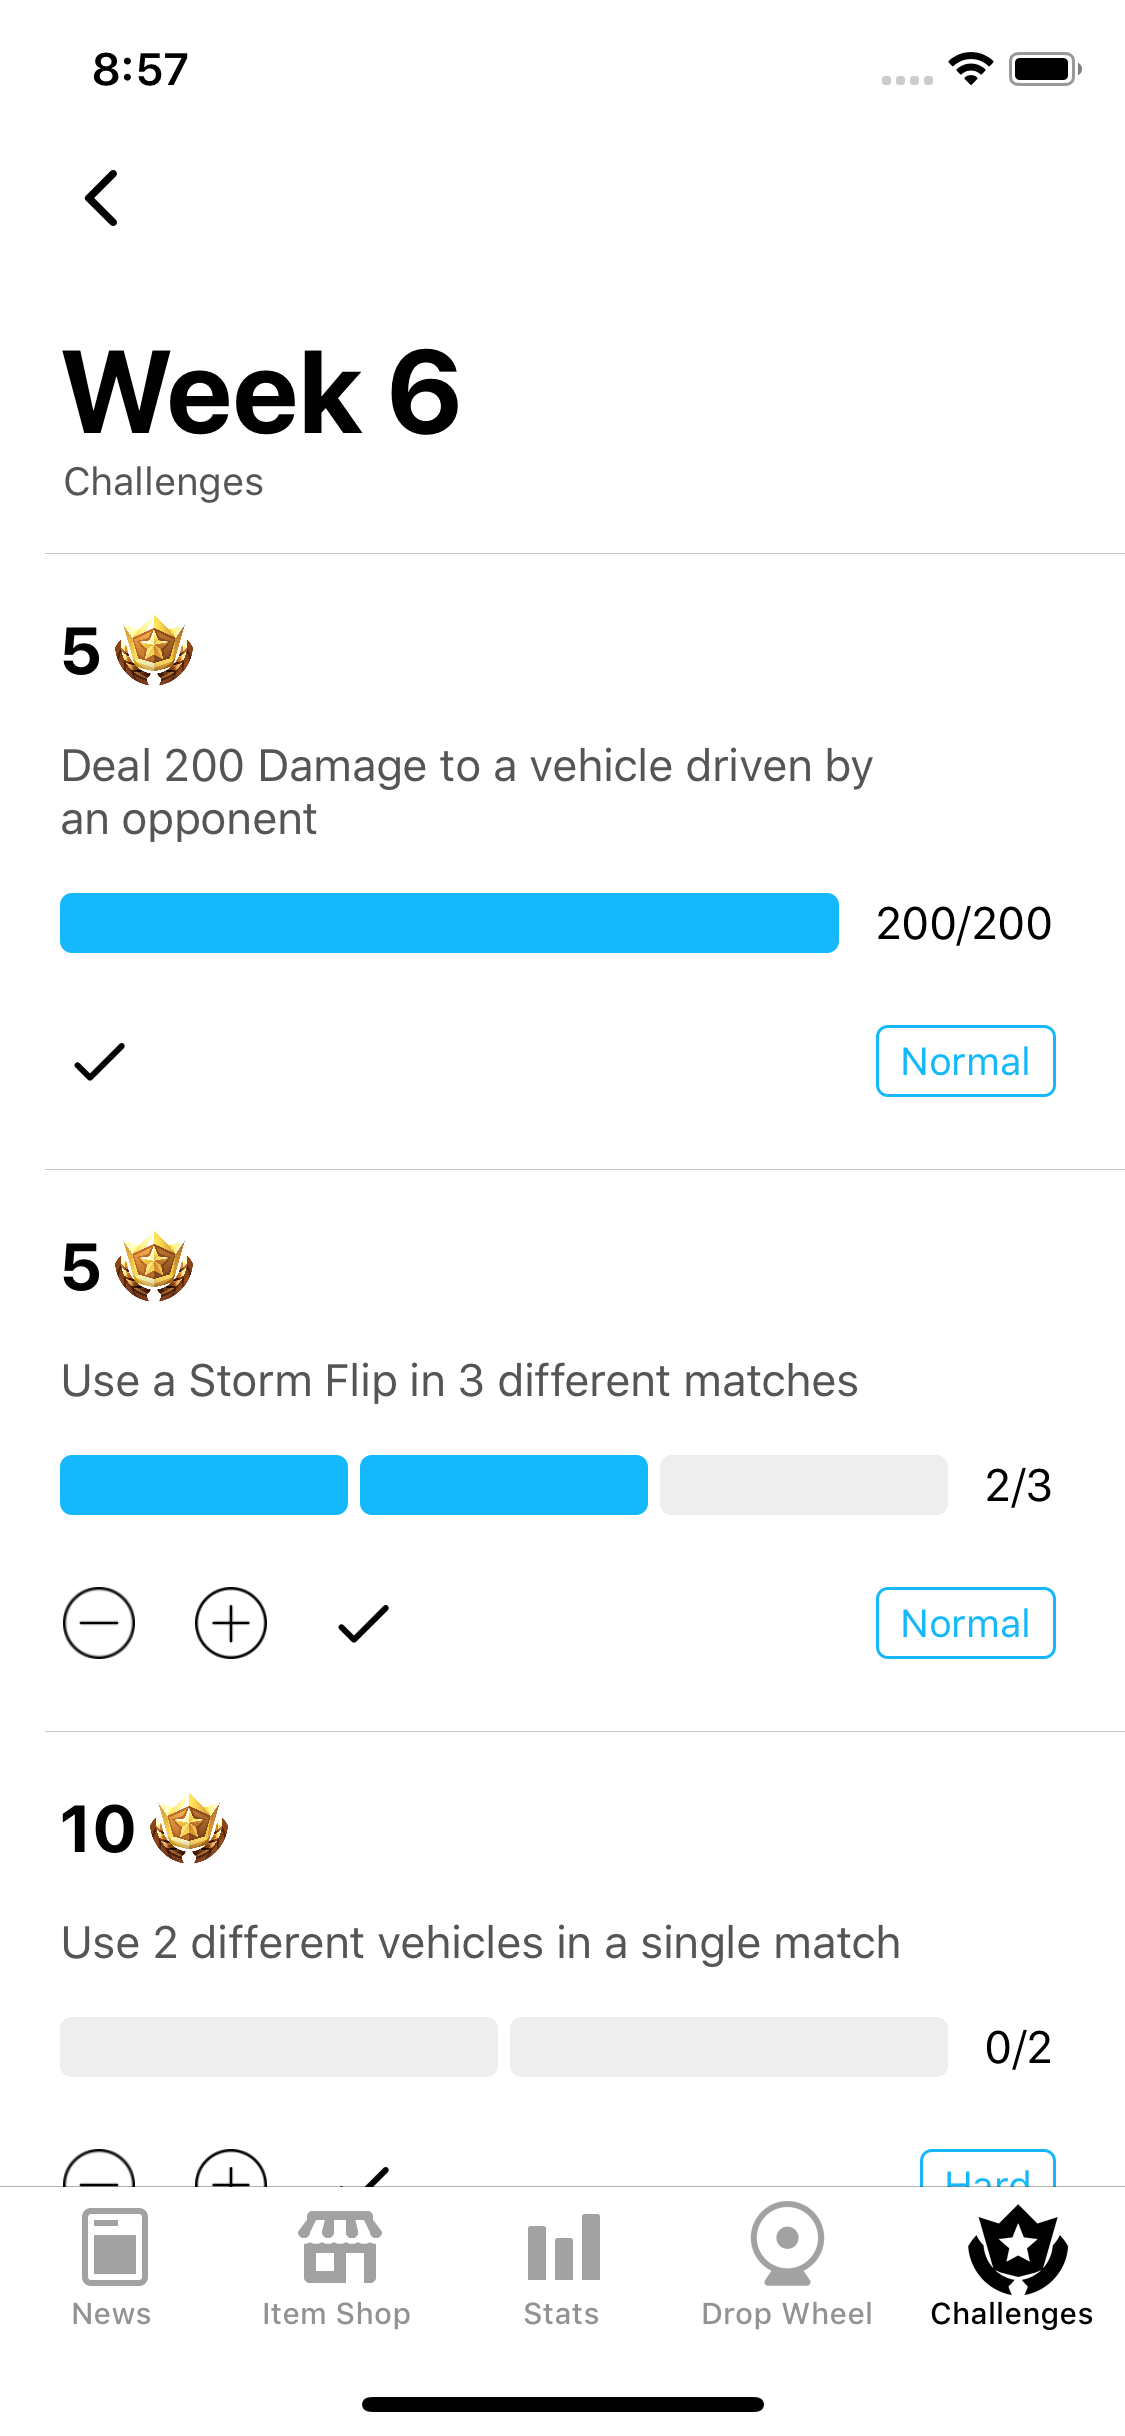 8:57
Week 6
Challenges
5
Deal 200 Damage to a vehicle driven by
an opponent
200/200
Normal
5
Use a Storm Flip in 3 different matches
2/3
Normal
10
Use 2 different vehicles in a single match
0/2
Hard
News
Item Shop
Stats
Drop Wheel
Challenges